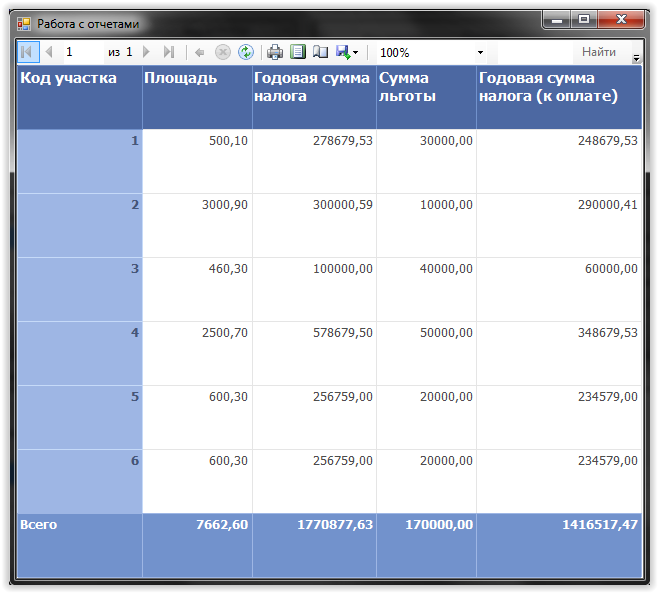 Работа с отчетами
1 из 1 100% Найти
Код участка Площадь Годовая сумма налога Сумма льготы Годовая сумма налога (к оплате)
1 500,10 278679,53 30000,00 248679,53
2 3000,90 300000,59 10000,00 290000,41
3 460,30 100000,00 40000,00 60000,00
4 2500,70 578679,50 50000,00 348679,53
5 600,30 256759,00 20000,00 234579,00
6 600,30 256759,00 20000,00 234579,00
Всего 7662,60 1770877,63 170000,00 1416517,47